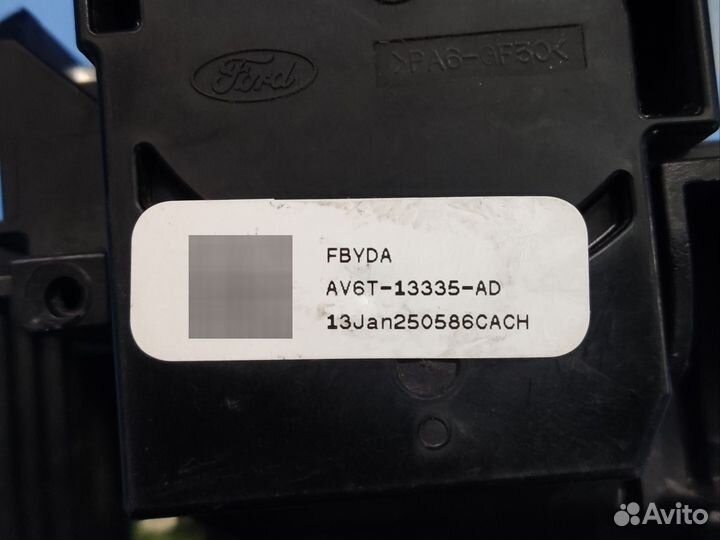 Ford
>PA6-GF30<
FBYDA
AV6T-13335-AD
13Jan250586CACH
Avito